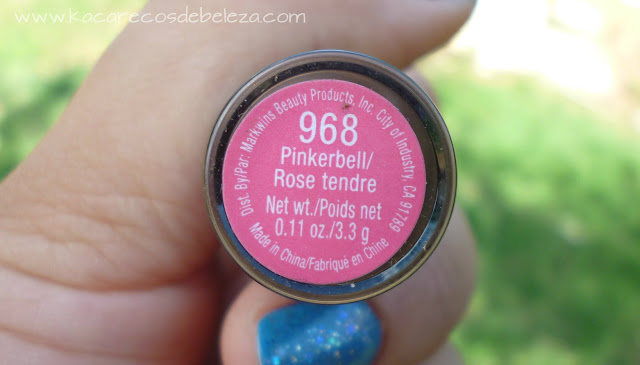 www.kacarecosdebeleza.com
Dist. By/Par: Markwins Beauty Products, Inc. City of Industry, CA 91789
968
Pinkerbell/
Rose tendre
Net wt./Poids net
0.11 oz./3.3 g
Made in China/Fabriqué en Chine